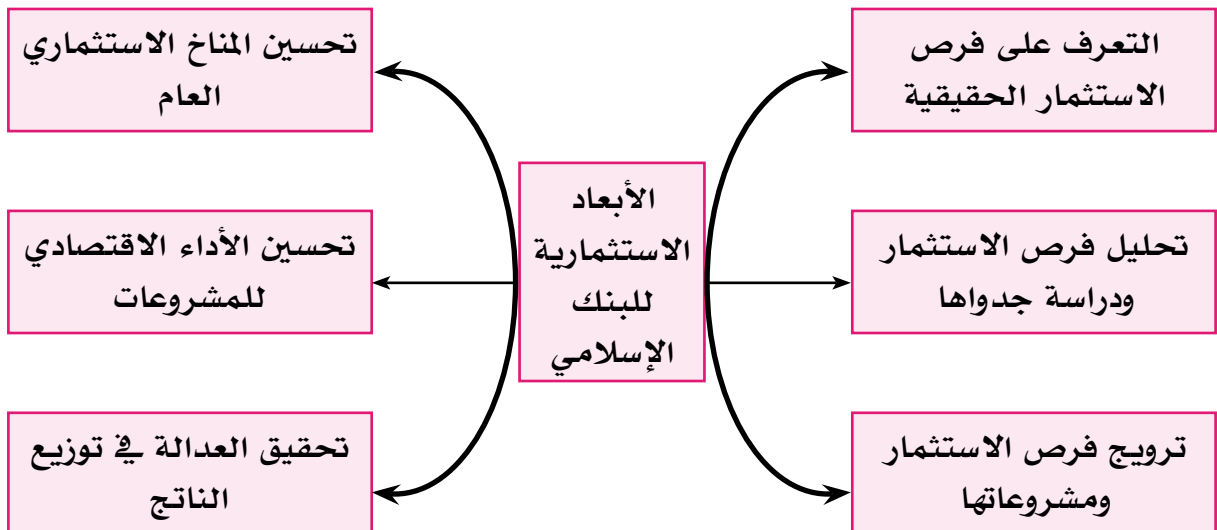 الأبعاد
الاستثمارية
للبنك
الإسلامي
التعرف على فرص
الاستثمار الحقيقية
تحليل فرص الاستثمار
ودراسة جدواها
ترويج فرص الاستثمار
ومشروعاتها
تحسين المناخ الاستثماري
العام
تحسين الأداء الاقتصادي
للمشروعات
تحقيق العدالة في توزيع
الناتج